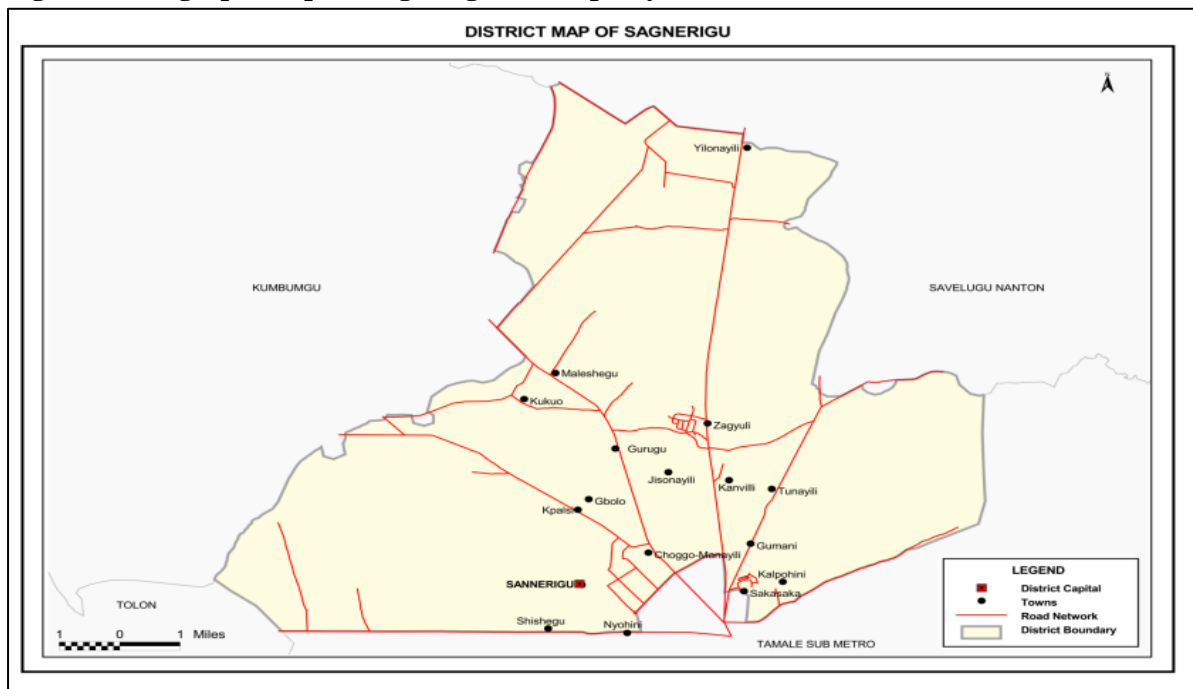 DISTRICT MAP OF SAGNERIGU
N
Yilonayili
KUMBUMGU
SAVELUGU NANTON
Maleshegu
Kukuo
Zagyuli
Gurugu
Jisonayili
Kanvilli
Tunayili
Gbolo
Kpalsi
Gumani
Choggo-Manayili
Kalpohini
SANNERIGU
Sakasaka
TOLON
Shishegu
Nyohini
TAMALE SUB METRO
1 0 1 Miles
LEGEND
District Capital
Towns
Road Network
District Boundary